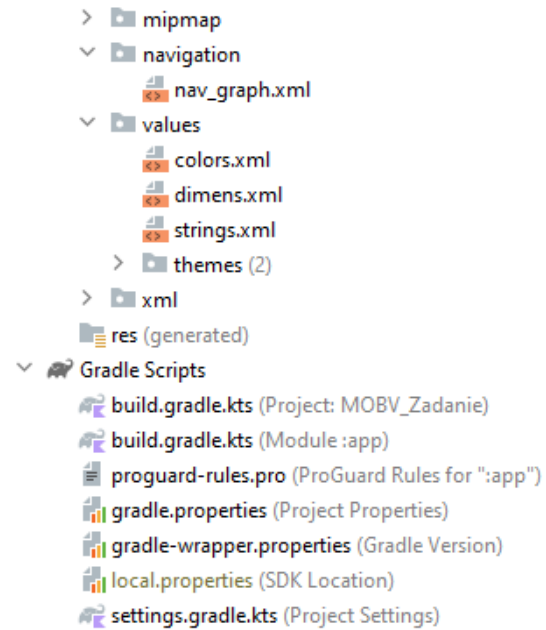 mipmap
navigation
nav_graph.xml
values
colors.xml
dimens.xml
strings.xml
themes (2)
xml
res (generated)
Gradle Scripts
build.gradle.kts (Project: MOBV_Zadanie)
build.gradle.kts (Module :app)
proguard-rules.pro (ProGuard Rules for ":app")
gradle.properties (Project Properties)
gradle-wrapper.properties (Gradle Version)
local.properties (SDK Location)
settings.gradle.kts (Project Settings)